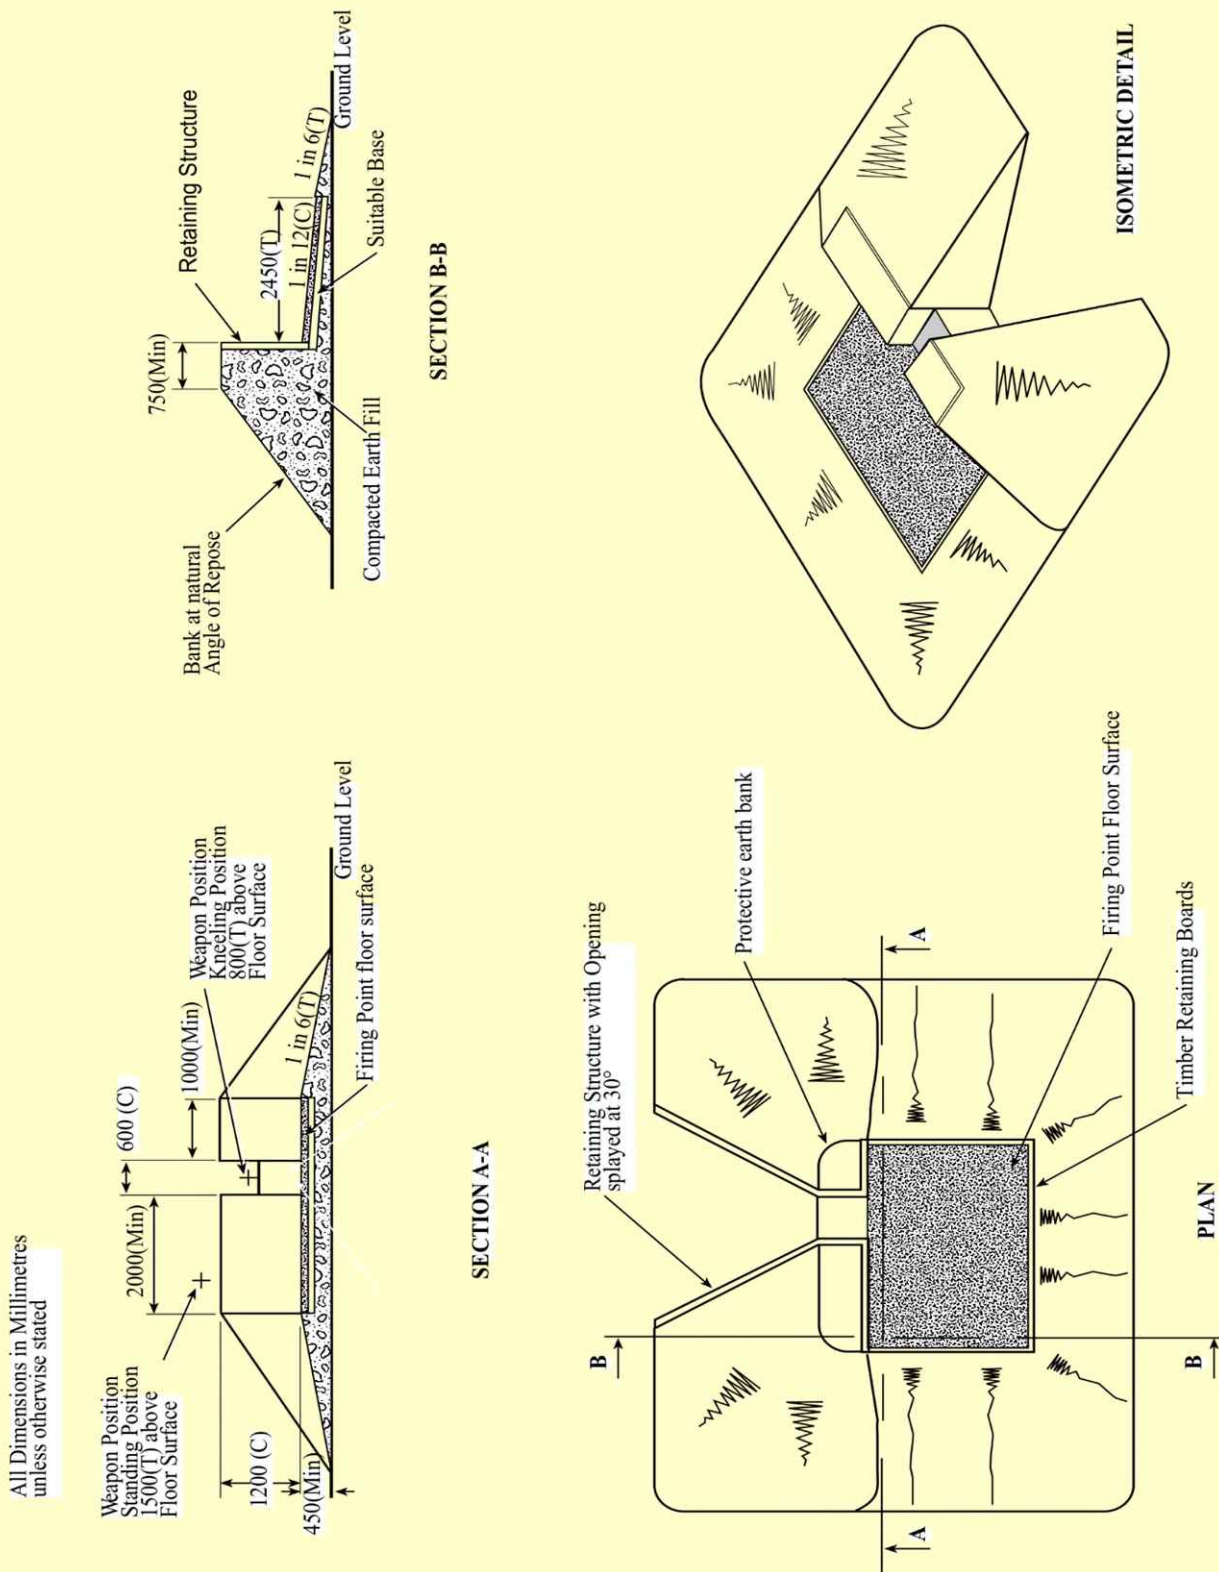 All Dimensions in Millimetres
unless otherwise stated
Weapon Position
Standing Position
1500(T) above
Floor Surface
2000(Min)
600 (C)
1000(Min)
Weapon Position
Kneeling Position
800(T) above
Floor Surface
1200 (C)
450(Min)
1 in 6(T)
Ground Level
Firing Point floor surface
SECTION A-A
Bank at natural
Angle of Repose
750(Min)
Retaining Structure
2450(T)
1 in 12(C)
1 in 6(T)
Ground Level
Suitable Base
Compacted Earth Fill
SECTION B-B
Retaining Structure with Opening
splayed at 30°
Protective earth bank
B
A
A
B
Firing Point Floor Surface
Timber Retaining Boards
PLAN
ISOMETRIC DETAIL